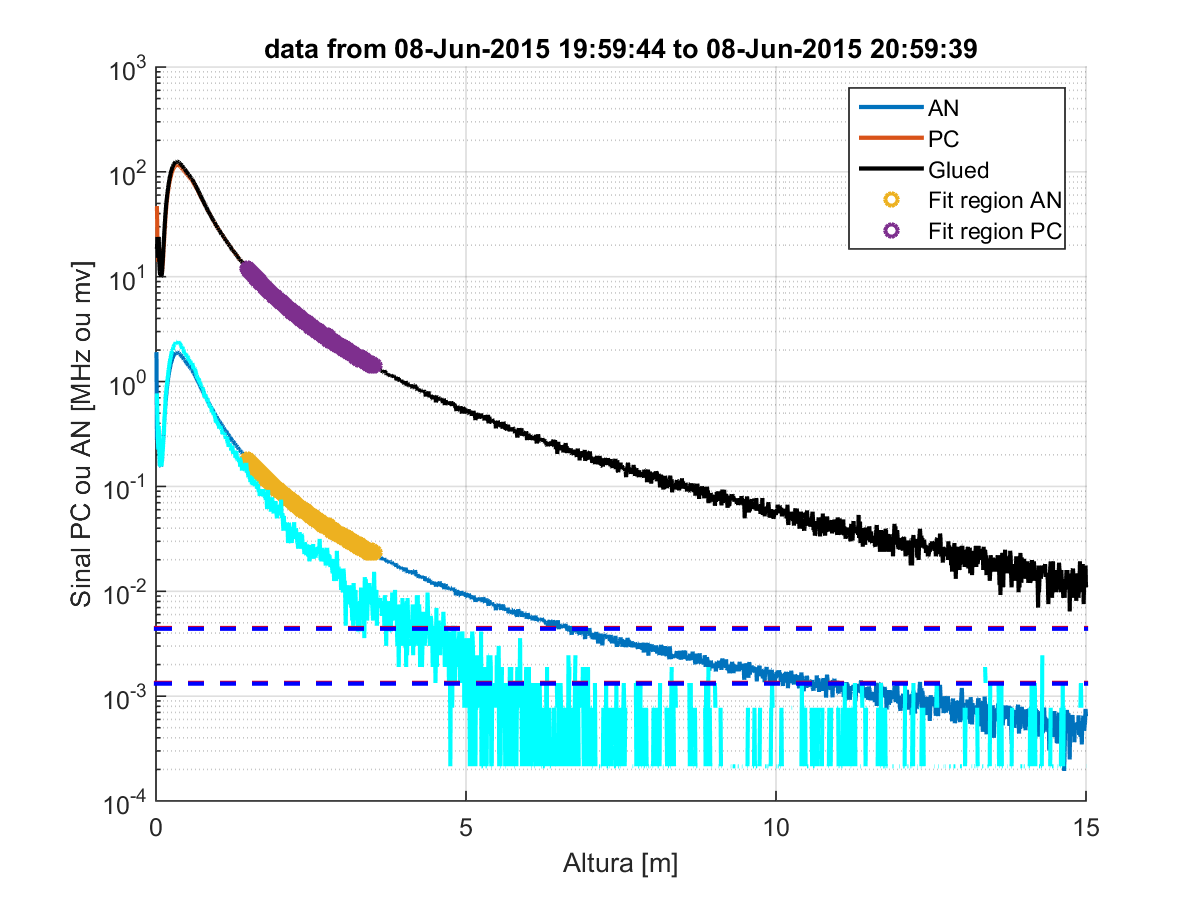 data from 08-Jun-2015 19:59:44 to 08-Jun-2015 20:59:39
Sinal PC ou AN [MHz ou mv]
10^3
10^2
10^1
10^0
10^-1
10^-2
10^-3
10^-4
AN
PC
Glued
Fit region AN
Fit region PC
0 5 10 15
Altura [m]